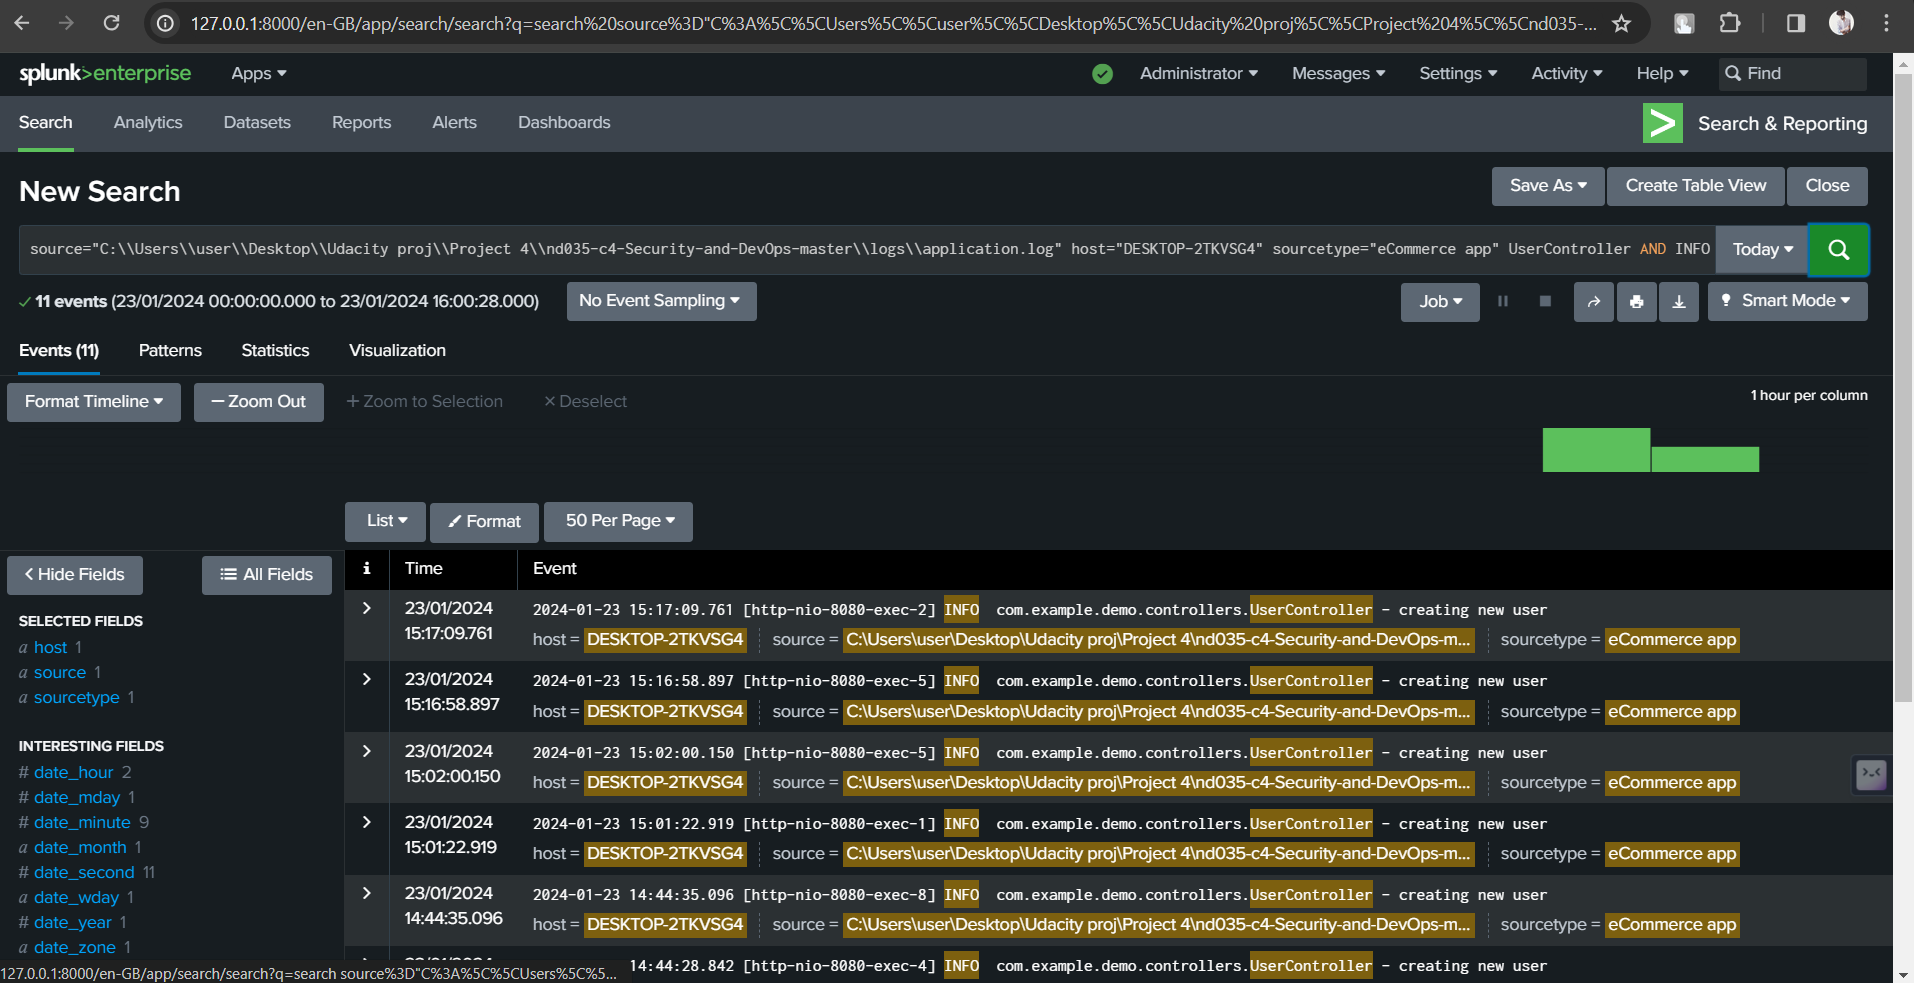 127.0.0.1:8000/en-GB/app/search/search?q=search%20source%3D"C%3A%5C%5CUsers%5C%5Cuser%5C%5CDesktop%5C%5CUdacity%20proj%5C%5CProject%204%5C%5Cnd035-...
splunk>enterprise Apps Administrator Messages Settings Activity Help Find
Search Analytics Datasets Reports Alerts Dashboards Search & Reporting
New Search Save As Create Table View Close
source="C:\\Users\\user\\Desktop\\Udacity proj\\Project 4\\nd035-c4-Security-and-DevOps-master\\logs\\application.log" host="DESKTOP-2TKVSG4" sourcetype="eCommerce app" UserController AND INFO Today
11 events (23/01/2024 00:00:00.000 to 23/01/2024 16:00:28.000) No Event Sampling Job Smart Mode
Events (11) Patterns Statistics Visualization
Format Timeline — Zoom Out + Zoom to Selection × Deselect 1 hour per column
List Format 50 Per Page
Hide Fields All Fields i Time Event
SELECTED FIELDS
a host 1
a source 1
a sourcetype 1
INTERESTING FIELDS
# date_hour 2
# date_mday 1
# date_minute 9
a date_month 1
# date_second 11
a date_wday 1
# date_year 1
a date_zone 1
23/01/2024 15:17:09.761
2024-01-23 15:17:09.761 [http-nio-8080-exec-2] INFO com.example.demo.controllers.UserController - creating new user
host = DESKTOP-2TKVSG4 source = C:\Users\user\Desktop\Udacity proj\Project 4\nd035-c4-Security-and-DevOps-m... sourcetype = eCommerce app
23/01/2024 15:16:58.897
2024-01-23 15:16:58.897 [http-nio-8080-exec-5] INFO com.example.demo.controllers.UserController - creating new user
host = DESKTOP-2TKVSG4 source = C:\Users\user\Desktop\Udacity proj\Project 4\nd035-c4-Security-and-DevOps-m... sourcetype = eCommerce app
23/01/2024 15:02:00.150
2024-01-23 15:02:00.150 [http-nio-8080-exec-5] INFO com.example.demo.controllers.UserController - creating new user
host = DESKTOP-2TKVSG4 source = C:\Users\user\Desktop\Udacity proj\Project 4\nd035-c4-Security-and-DevOps-m... sourcetype = eCommerce app
23/01/2024 15:01:22.919
2024-01-23 15:01:22.919 [http-nio-8080-exec-1] INFO com.example.demo.controllers.UserController - creating new user
host = DESKTOP-2TKVSG4 source = C:\Users\user\Desktop\Udacity proj\Project 4\nd035-c4-Security-and-DevOps-m... sourcetype = eCommerce app
23/01/2024 14:44:35.096
2024-01-23 14:44:35.096 [http-nio-8080-exec-8] INFO com.example.demo.controllers.UserController - creating new user
host = DESKTOP-2TKVSG4 source = C:\Users\user\Desktop\Udacity proj\Project 4\nd035-c4-Security-and-DevOps-m... sourcetype = eCommerce app
14:44:28.842 [http-nio-8080-exec-4] INFO com.example.demo.controllers.UserController - creating new user
127.0.0.1:8000/en-GB/app/search/search?q=search source%3D"C%3A%5C%5CUsers%5C%5...